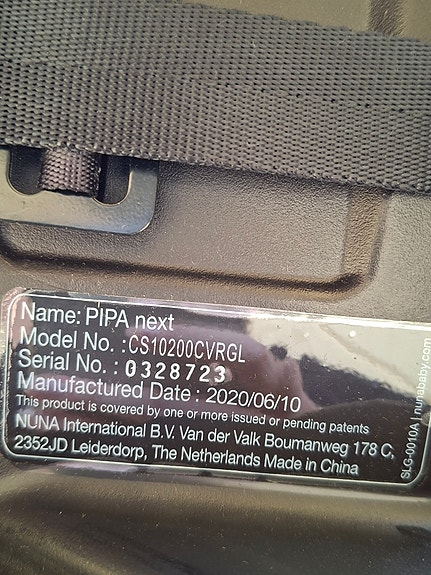 Name: PIPA next
Model No. :CS10200CVRGL
Serial No. : 0328723
Manufactured Date : 2020/06/10
This product is covered by one or more issued or pending patents
NUNA International B.V. Van der Valk Boumanweg 178 C,
2352JD Leiderdorp, The Netherlands Made in China
SLG-0010A | nunababy.com